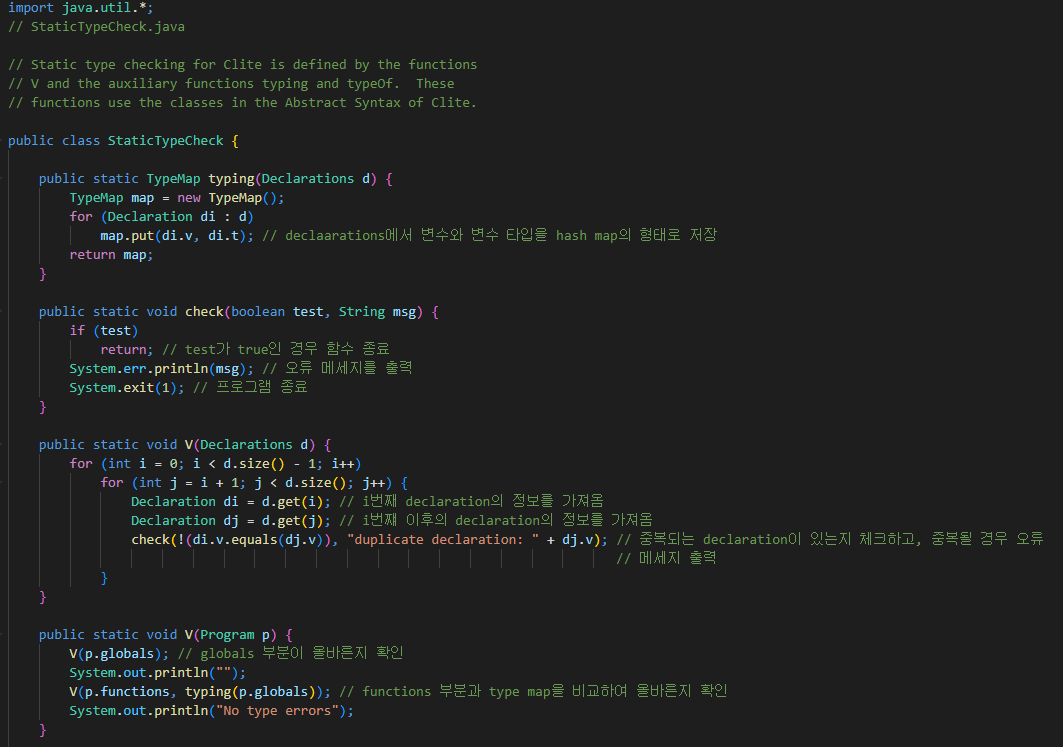 import java.util.*;
// StaticTypeCheck.java
// Static type checking for Clite is defined by the functions
// V and the auxiliary functions typing and typeOf.  These
// functions use the classes in the Abstract Syntax of Clite.
public class StaticTypeCheck {
public static TypeMap typing(Declarations d) {
TypeMap map = new TypeMap();
for (Declaration di : d)
map.put(di.v, di.t); // declaarations에서 변수와 변수 타입을 hash map의 형태로 저장
return map;
}
public static void check(boolean test, String msg) {
if (test)
return; // test가 true인 경우 함수 종료
System.err.println(msg); // 오류 메세지를 출력
System.exit(1); // 프로그램 종료
}
public static void V(Declarations d) {
for (int i = 0; i < d.size() - 1; i++)
for (int j = i + 1; j < d.size(); j++) {
Declaration di = d.get(i); // i번째 declaration의 정보를 가져옴
Declaration dj = d.get(j); // i번째 이후의 declaration의 정보를 가져옴
check(!(di.v.equals(dj.v)), "duplicate declaration: " + dj.v); // 중복되는 declaration이 있는지 체크하고, 중복될 경우 오류
// 메세지 출력
}
}
public static void V(Program p) {
V(p.globals); // globals 부분이 올바른지 확인
System.out.println("");
V(p.functions, typing(p.globals)); // functions 부분과 type map을 비교하여 올바른지 확인
System.out.println("No type errors");
}